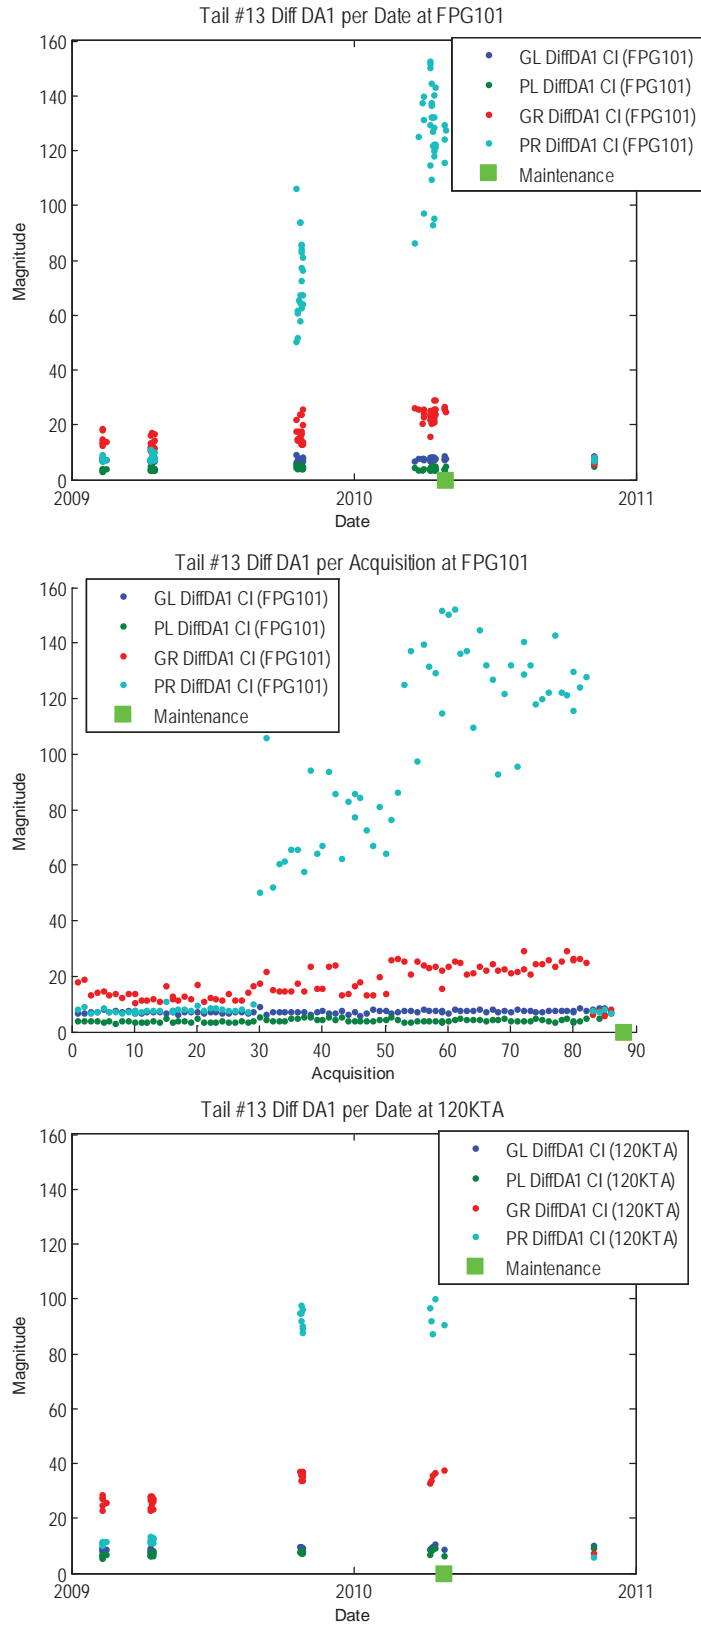 Tail #13 Diff DA1 per Date at FPG101
160
140
120
100
80
60
40
20
0
Magnitude
GL DiffDA1 CI (FPG101)
PL DiffDA1 CI (FPG101)
GR DiffDA1 CI (FPG101)
PR DiffDA1 CI (FPG101)
Maintenance
2009 2010 2011
Date
Tail #13 Diff DA1 per Acquisition at FPG101
160
140
120
100
80
60
40
20
0
Magnitude
GL DiffDA1 CI (FPG101)
PL DiffDA1 CI (FPG101)
GR DiffDA1 CI (FPG101)
PR DiffDA1 CI (FPG101)
Maintenance
0 10 20 30 40 50 60 70 80 90
Acquisition
Tail #13 Diff DA1 per Date at 120KTA
160
140
120
100
80
60
40
20
0
Magnitude
GL DiffDA1 CI (120KTA)
PL DiffDA1 CI (120KTA)
GR DiffDA1 CI (120KTA)
PR DiffDA1 CI (120KTA)
Maintenance
2009 2010 2011
Date